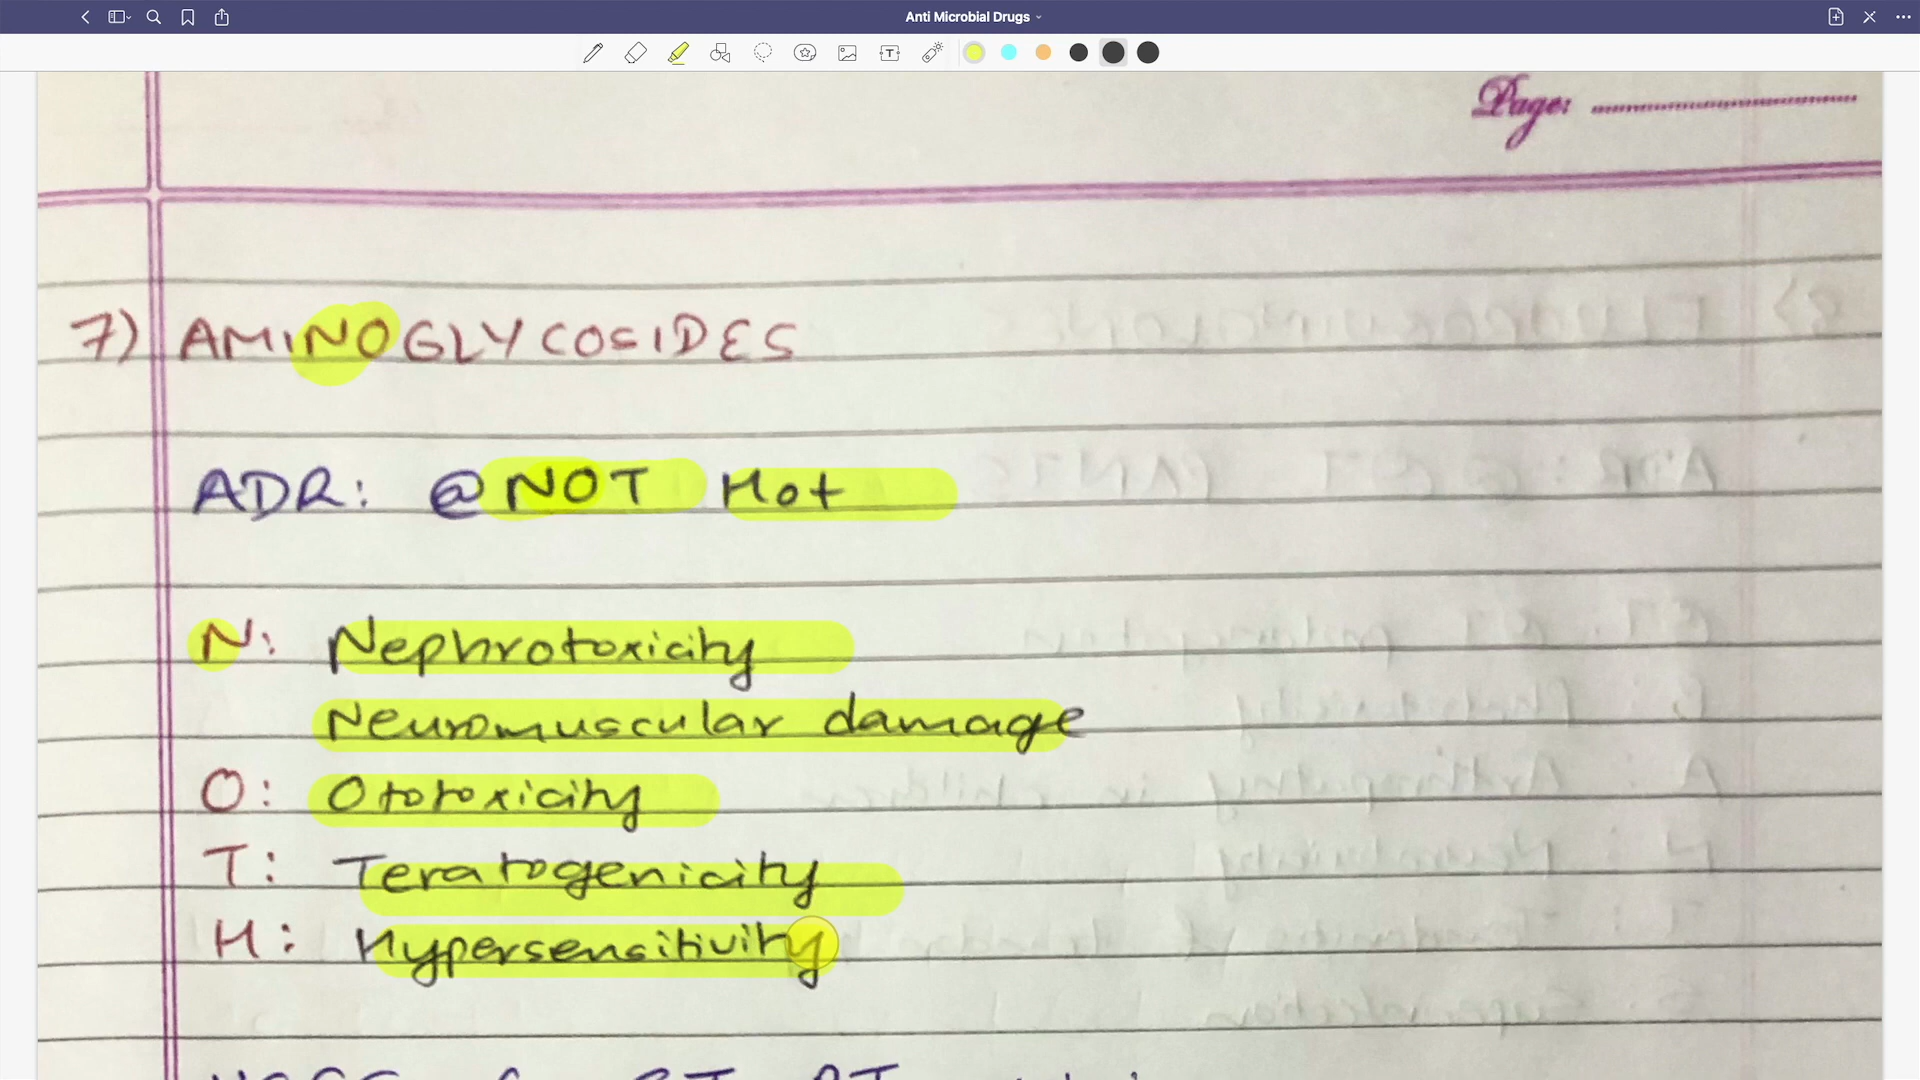 Anti Microbial Drugs
Page:
7) AMINOGLYCOSIDES
ADR: @ NOT Hot
N: Nephrotoxicity
Neuromuscular damage
O: Ototoxicity
T: Teratogenicity
H: Hypersensitivity